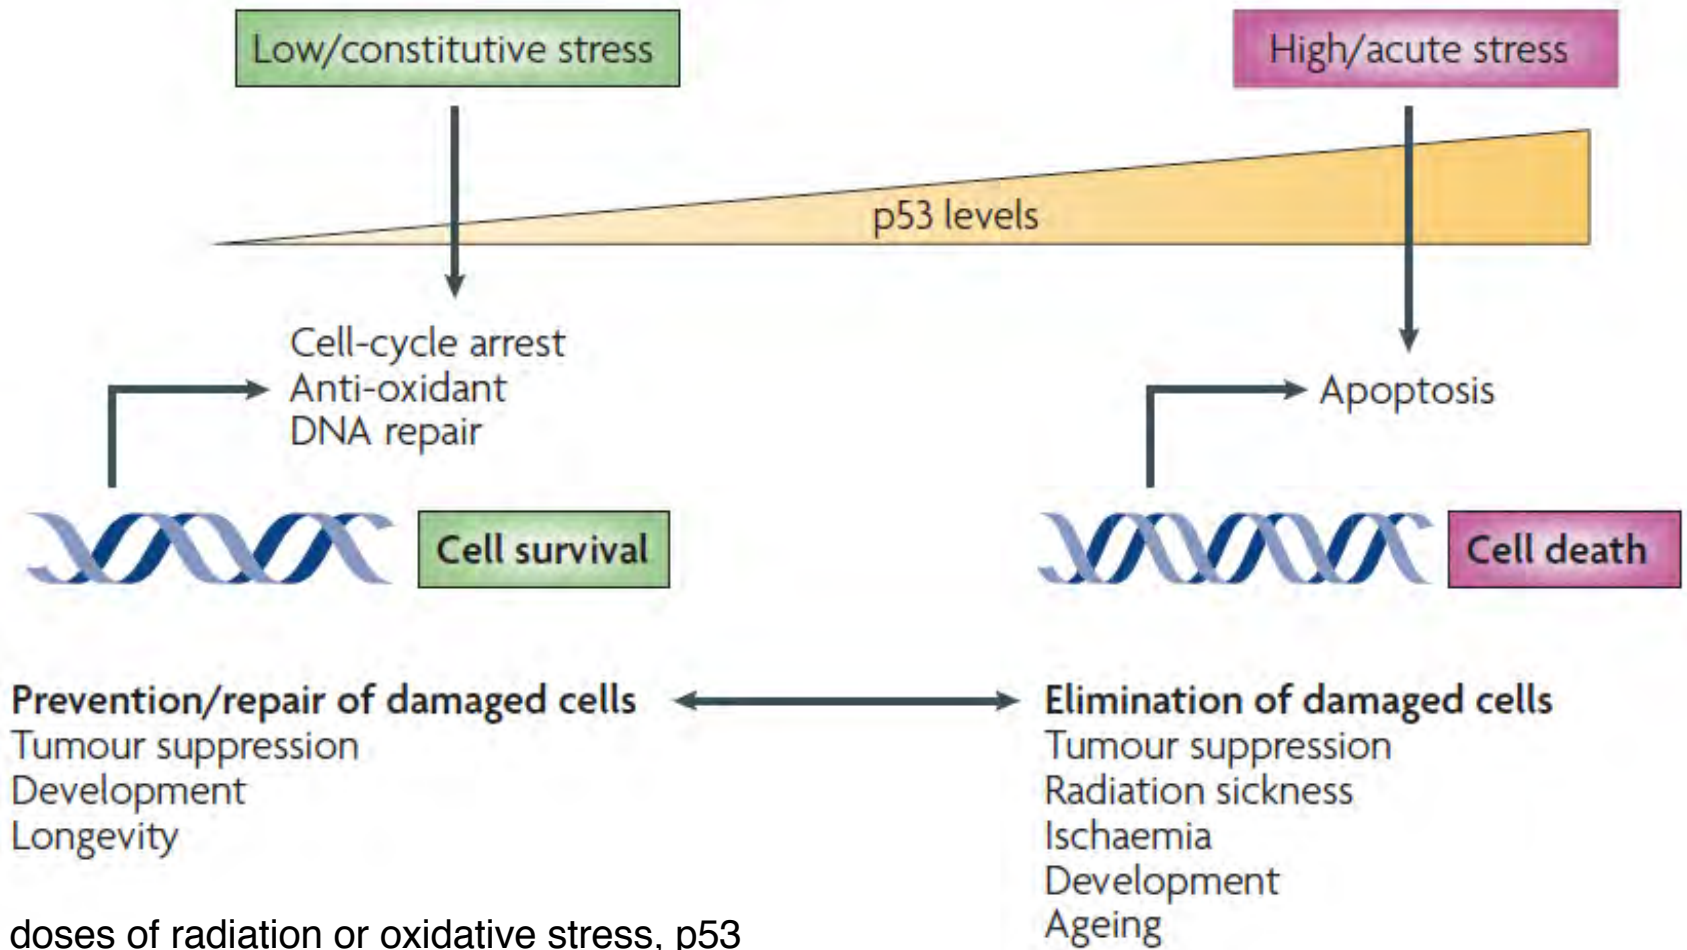 Low/constitutive stress
High/acute stress
p53 levels
Cell-cycle arrest
Anti-oxidant
DNA repair
Apoptosis
Cell survival
Cell death
Prevention/repair of damaged cells
Tumour suppression
Development
Longevity
Elimination of damaged cells
Tumour suppression
Radiation sickness
Ischaemia
Development
Ageing
doses of radiation or oxidative stress, p53